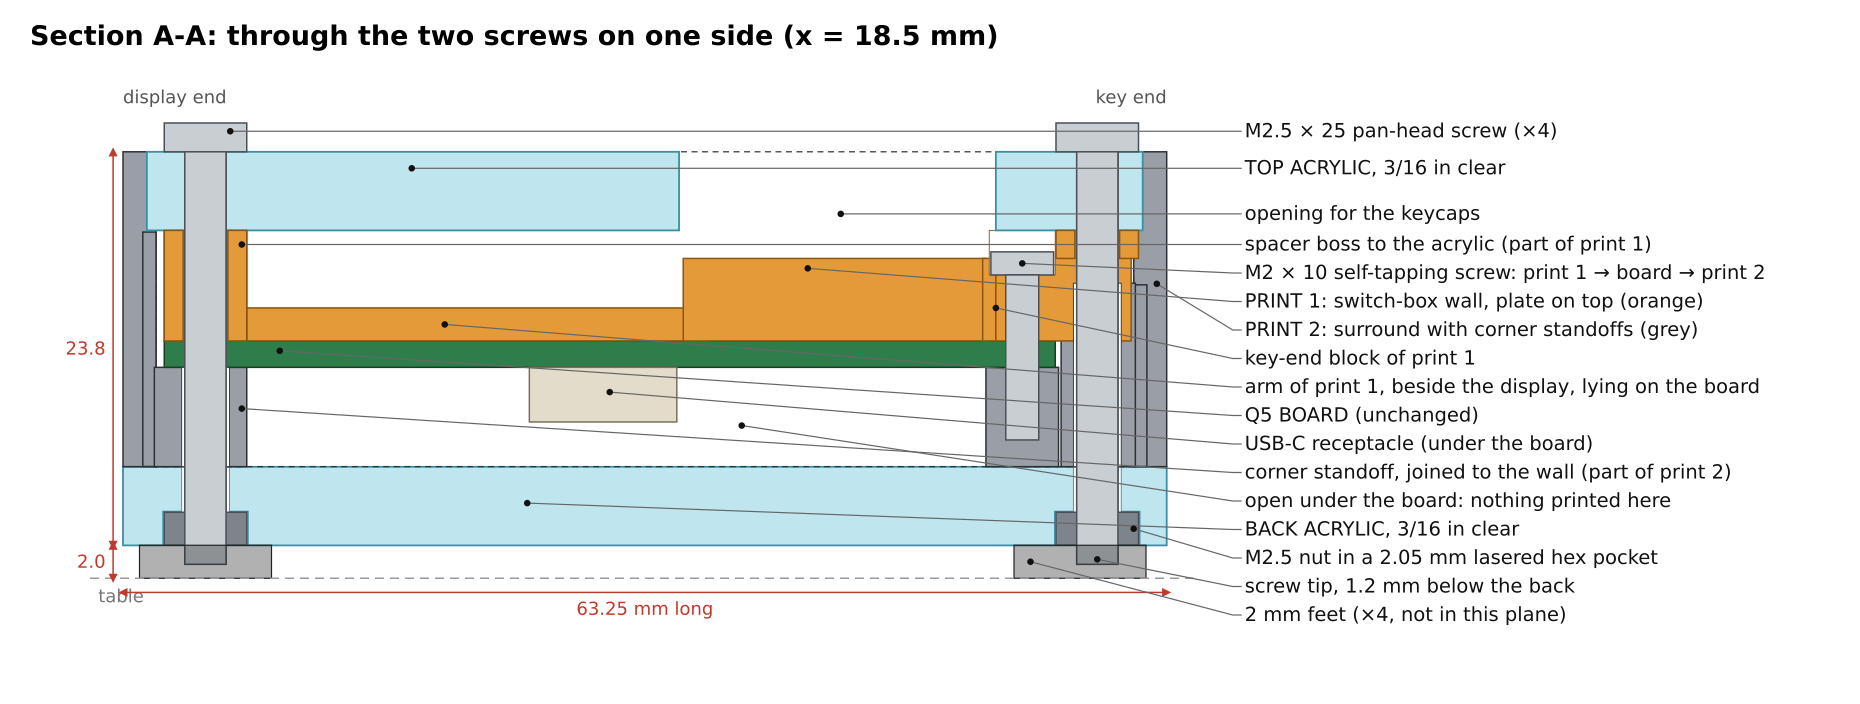 Section A-A: through the two screws on one side (x = 18.5 mm)
display end
key end
M2.5 × 25 pan-head screw (×4)
TOP ACRYLIC, 3/16 in clear
opening for the keycaps
spacer boss to the acrylic (part of print 1)
M2 × 10 self-tapping screw: print 1 → board → print 2
PRINT 1: switch-box wall, plate on top (orange)
PRINT 2: surround with corner standoffs (grey)
key-end block of print 1
arm of print 1, beside the display, lying on the board
Q5 BOARD (unchanged)
USB-C receptacle (under the board)
corner standoff, joined to the wall (part of print 2)
open under the board: nothing printed here
BACK ACRYLIC, 3/16 in clear
M2.5 nut in a 2.05 mm lasered hex pocket
screw tip, 1.2 mm below the back
2 mm feet (×4, not in this plane)
23.8
2.0
table
63.25 mm long